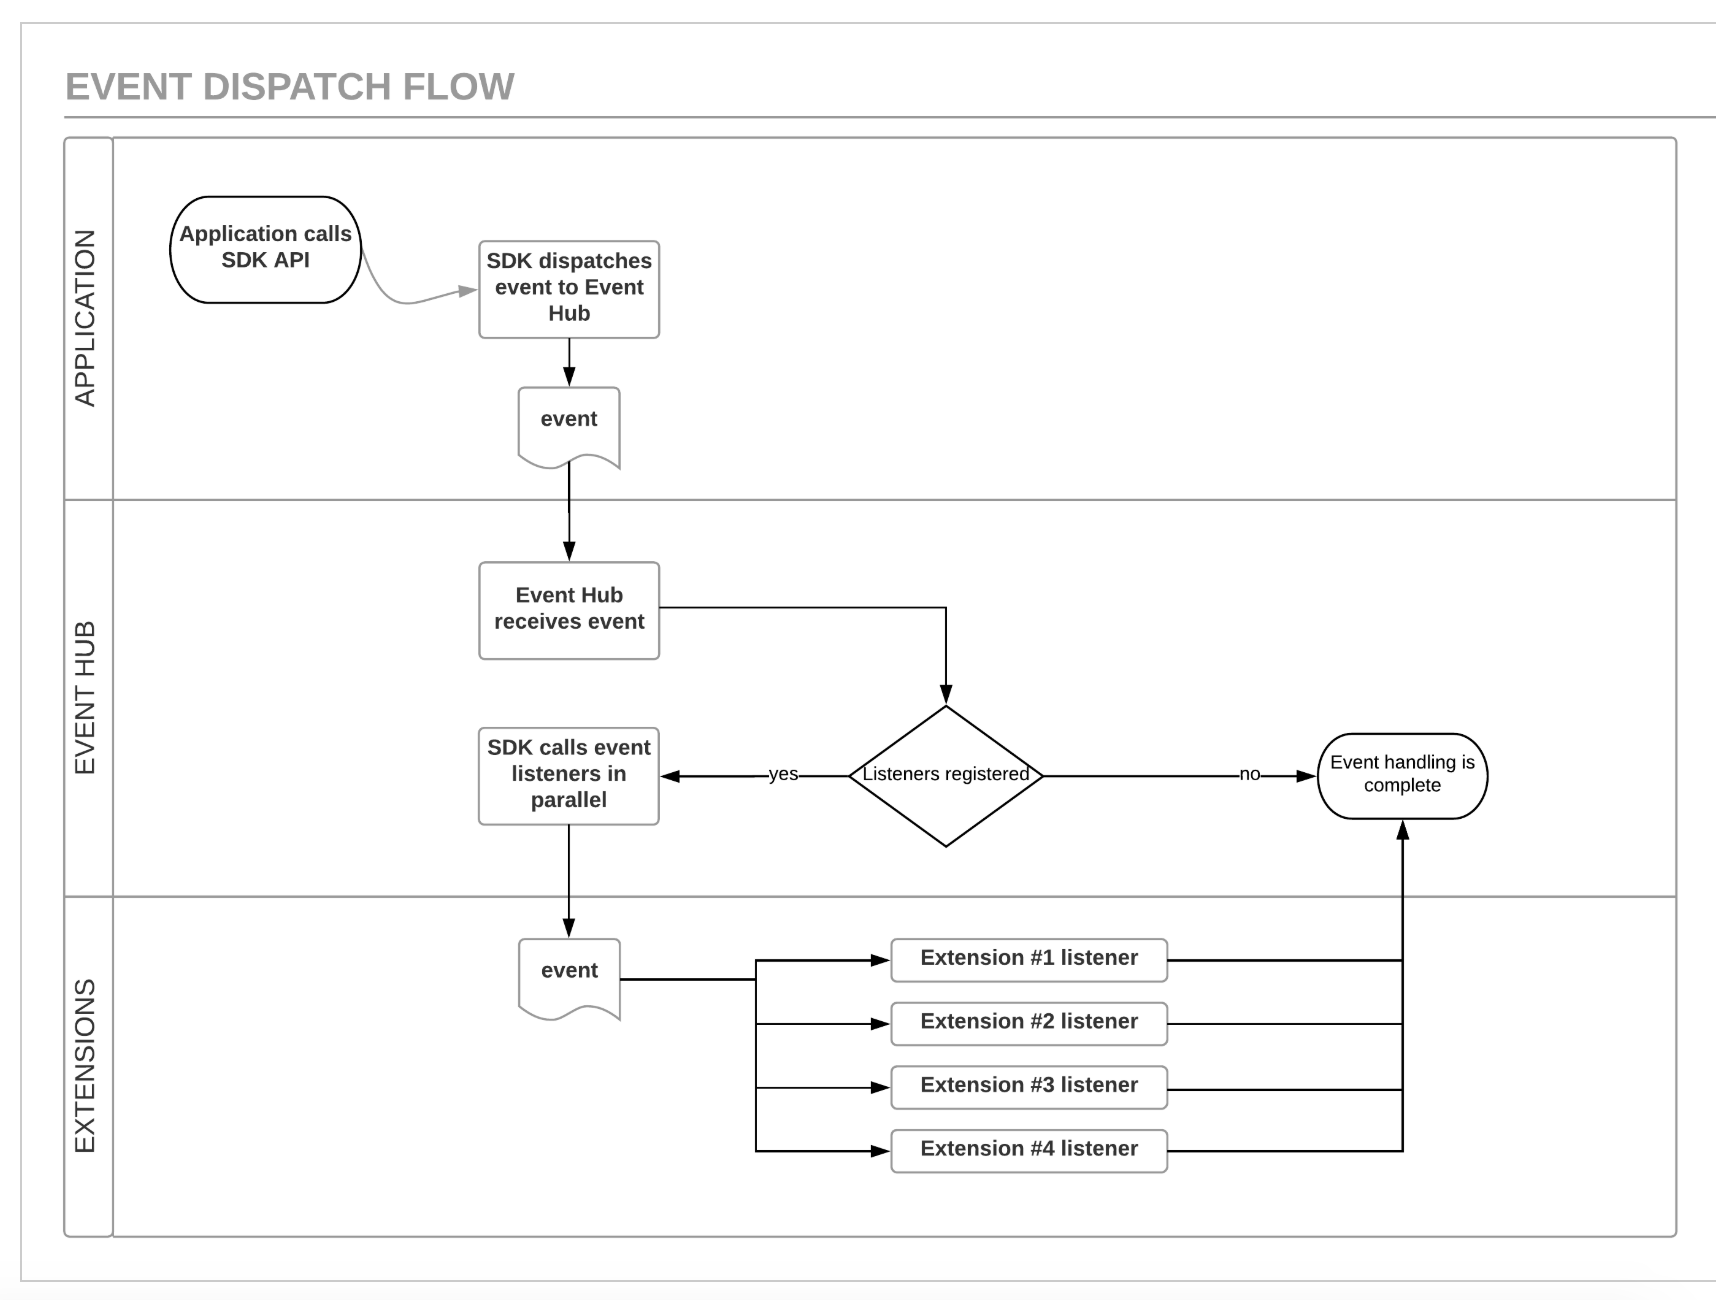 EVENT DISPATCH FLOW
APPLICATION
Application calls
SDK API
SDK dispatches
event to Event
Hub
event
EVENT HUB
Event Hub
receives event
SDK calls event
listeners in
parallel
yes
Listeners registered
no
Event handling is
complete
EXTENSIONS
event
Extension #1 listener
Extension #2 listener
Extension #3 listener
Extension #4 listener